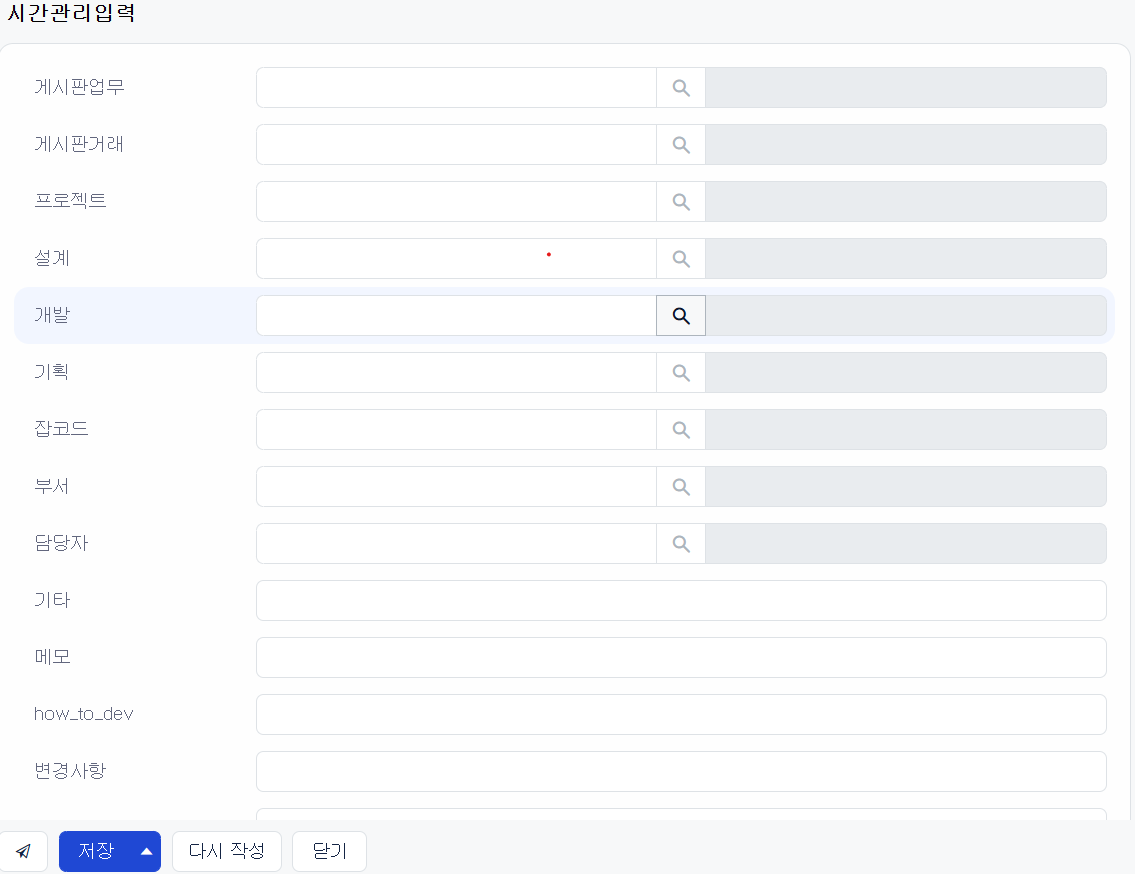 시간관리입력
게시판업무
게시판거래
프로젝트
설계
개발
기획
잡코드
부서
담당자
기타
메모
how_to_dev
변경사항
저장 다시 작성 닫기